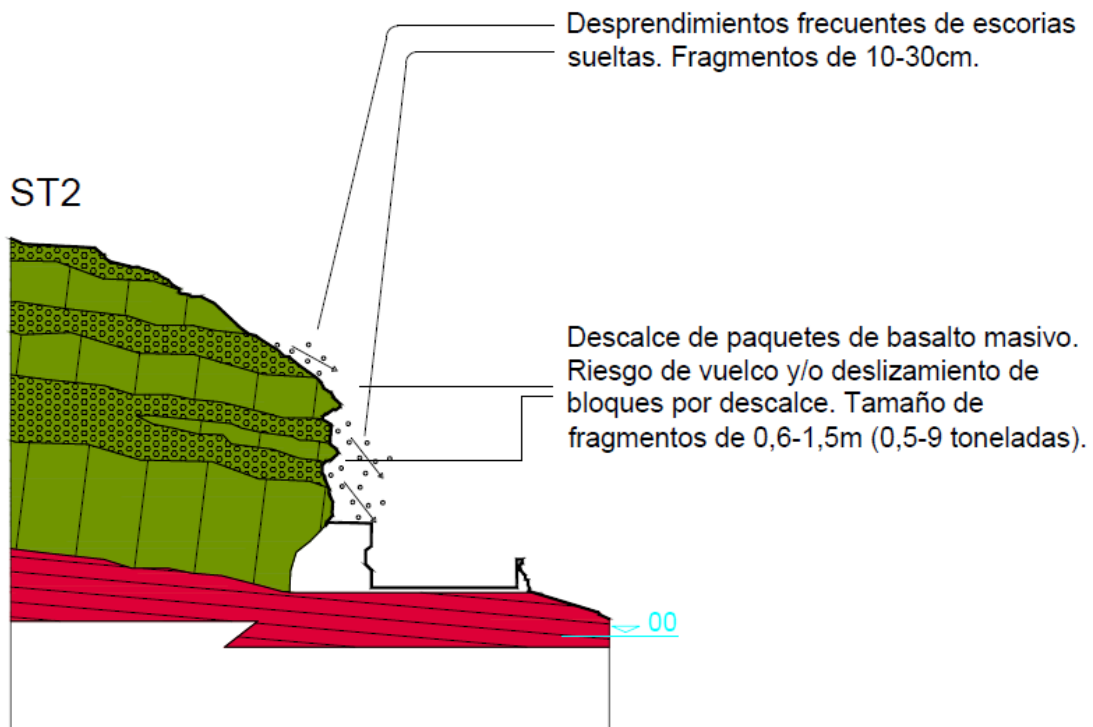 Desprendimientos frecuentes de escorias
sueltas. Fragmentos de 10-30cm.
ST2
Descalce de paquetes de basalto masivo.
Riesgo de vuelco y/o deslizamiento de
bloques por descalce. Tamaño de
fragmentos de 0,6-1,5m (0,5-9 toneladas).
00